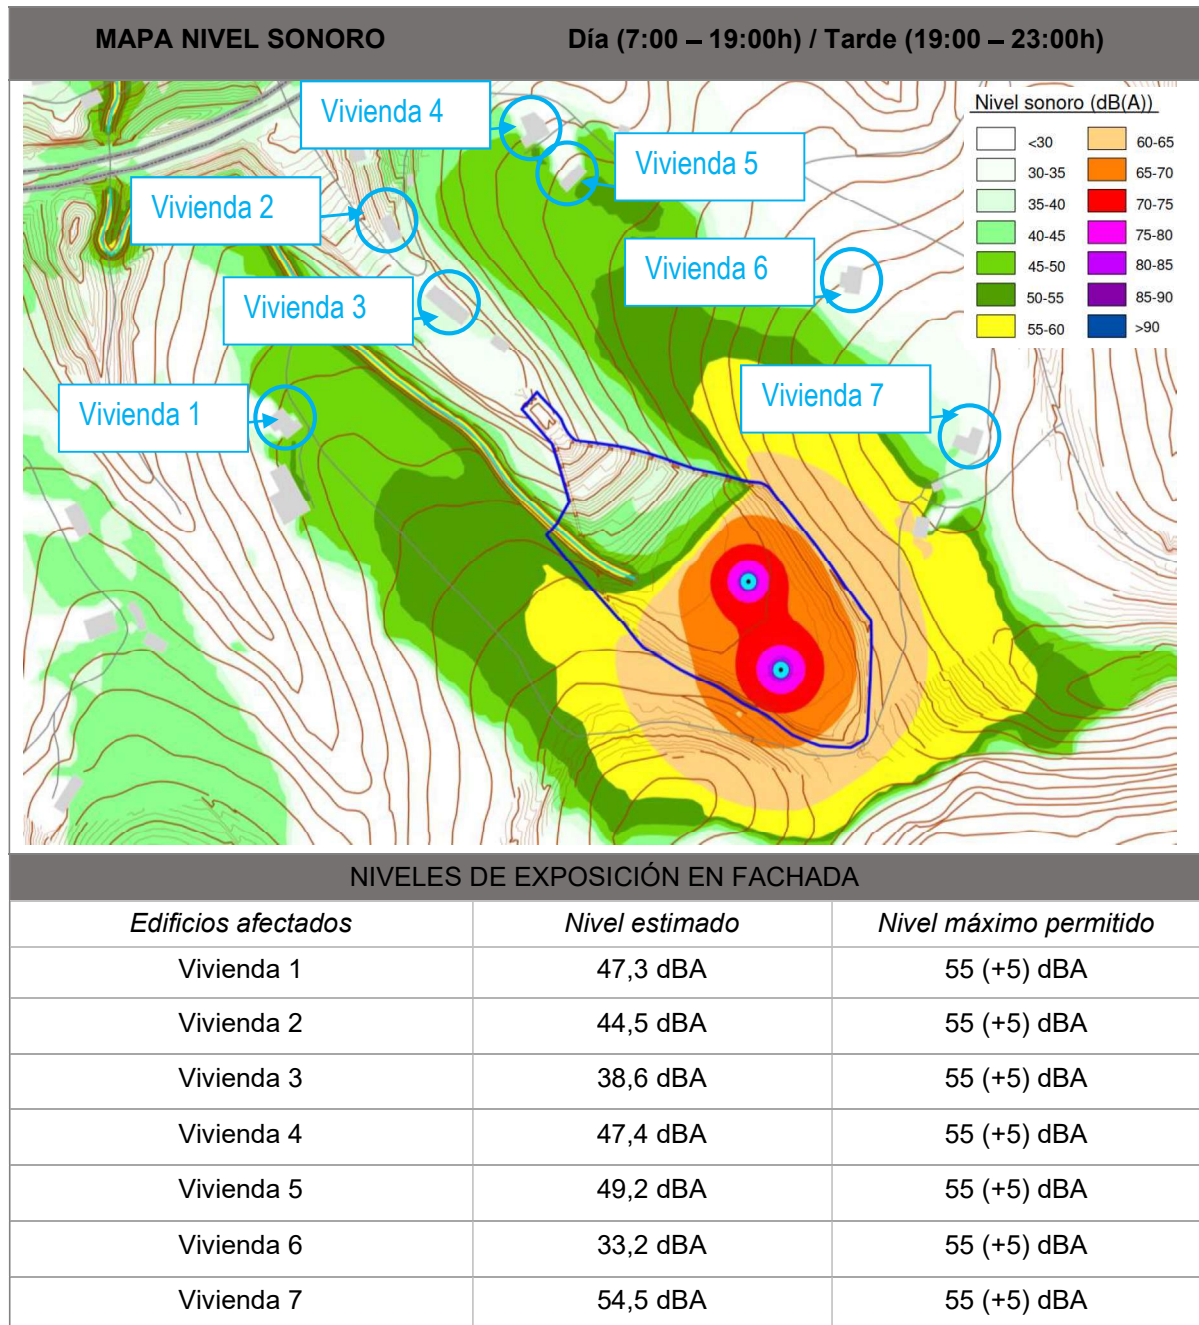 MAPA NIVEL SONORO
Día (7:00 – 19:00h) / Tarde (19:00 – 23:00h)
Vivienda 4
Vivienda 5
Vivienda 2
Vivienda 6
Vivienda 3
Vivienda 7
Vivienda 1
Nivel sonoro (dB(A))
<30
30-35
35-40
40-45
45-50
50-55
55-60
60-65
65-70
70-75
75-80
80-85
85-90
>90
NIVELES DE EXPOSICIÓN EN FACHADA
Edificios afectados Nivel estimado Nivel máximo permitido
Vivienda 1 47,3 dBA 55 (+5) dBA
Vivienda 2 44,5 dBA 55 (+5) dBA
Vivienda 3 38,6 dBA 55 (+5) dBA
Vivienda 4 47,4 dBA 55 (+5) dBA
Vivienda 5 49,2 dBA 55 (+5) dBA
Vivienda 6 33,2 dBA 55 (+5) dBA
Vivienda 7 54,5 dBA 55 (+5) dBA